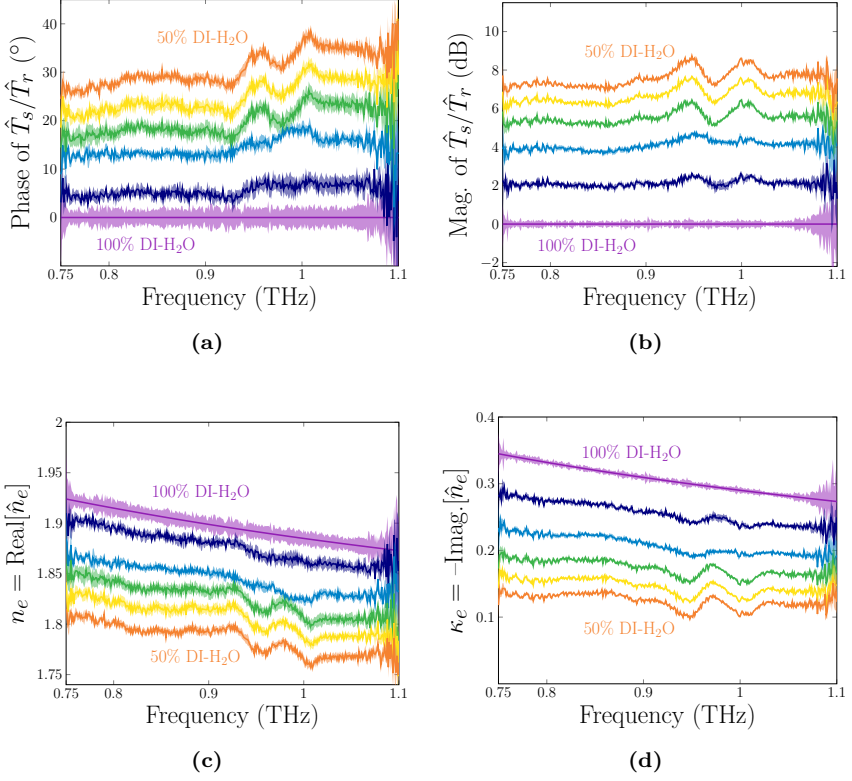 40
30
20
10
0
50% DI-H₂O
100% DI-H₂O
Phase of T̂ₛ/T̂ᵣ (°)
0.75 0.9 1 1.1
Frequency (THz)
(a)
10
8
6
4
2
0
−2
50% DI-H₂O
100% DI-H₂O
Mag. of T̂ₛ/T̂ᵣ (dB)
0.75 0.9 1 1.1
Frequency (THz)
(b)
2
1.95
1.9
1.85
1.8
1.75
100% DI-H₂O
50% DI-H₂O
nₑ = Real[n̂ₑ]
0.75 0.8 0.9 1 1.1
Frequency (THz)
(c)
0.4
0.3
0.2
0.1
100% DI-H₂O
50% DI-H₂O
κₑ = −Imag.[n̂ₑ]
0.75 0.8 0.9 1 1.1
Frequency (THz)
(d)